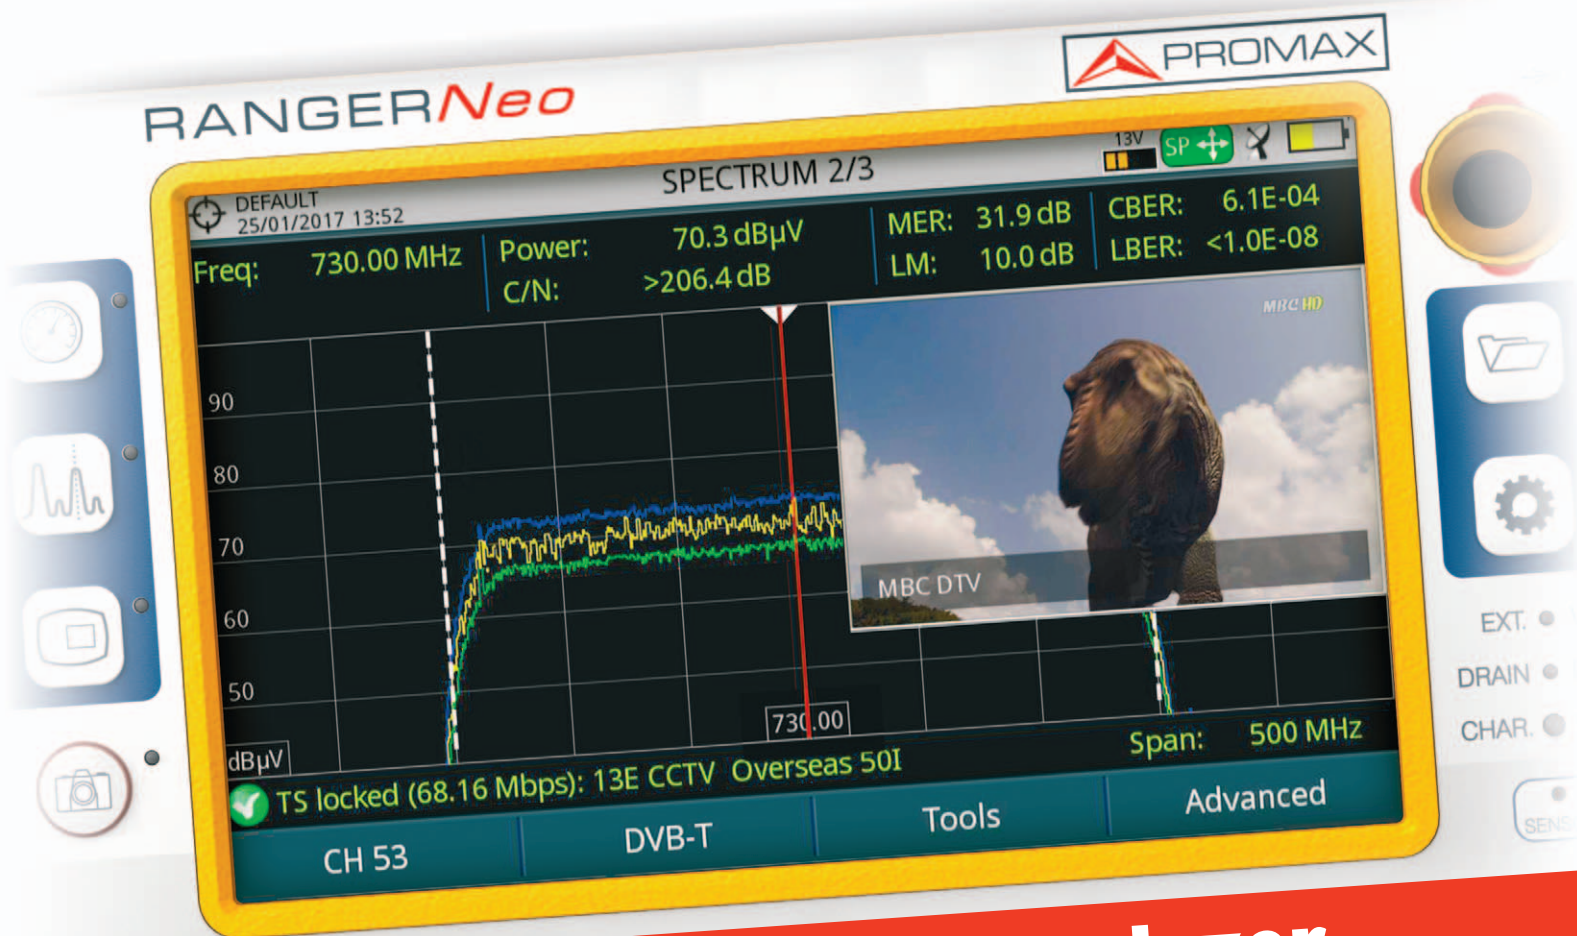 RANGERNeo
PROMAX
DEFAULT
25/01/2017 13:52
SPECTRUM 2/3
13V
SP
Freq: 730.00 MHz
Power: 70.3 dBµV
C/N: >206.4 dB
MER: 31.9 dB
LM: 10.0 dB
CBER: 6.1E-04
LBER: <1.0E-08
MBC HD
90
80
70
60
50
dBµV
MBC DTV
730.00
Span: 500 MHz
TS locked (68.16 Mbps): 13E CCTV Overseas 50I
CH 53
DVB-T
Tools
Advanced
EXT.
DRAIN
CHAR.